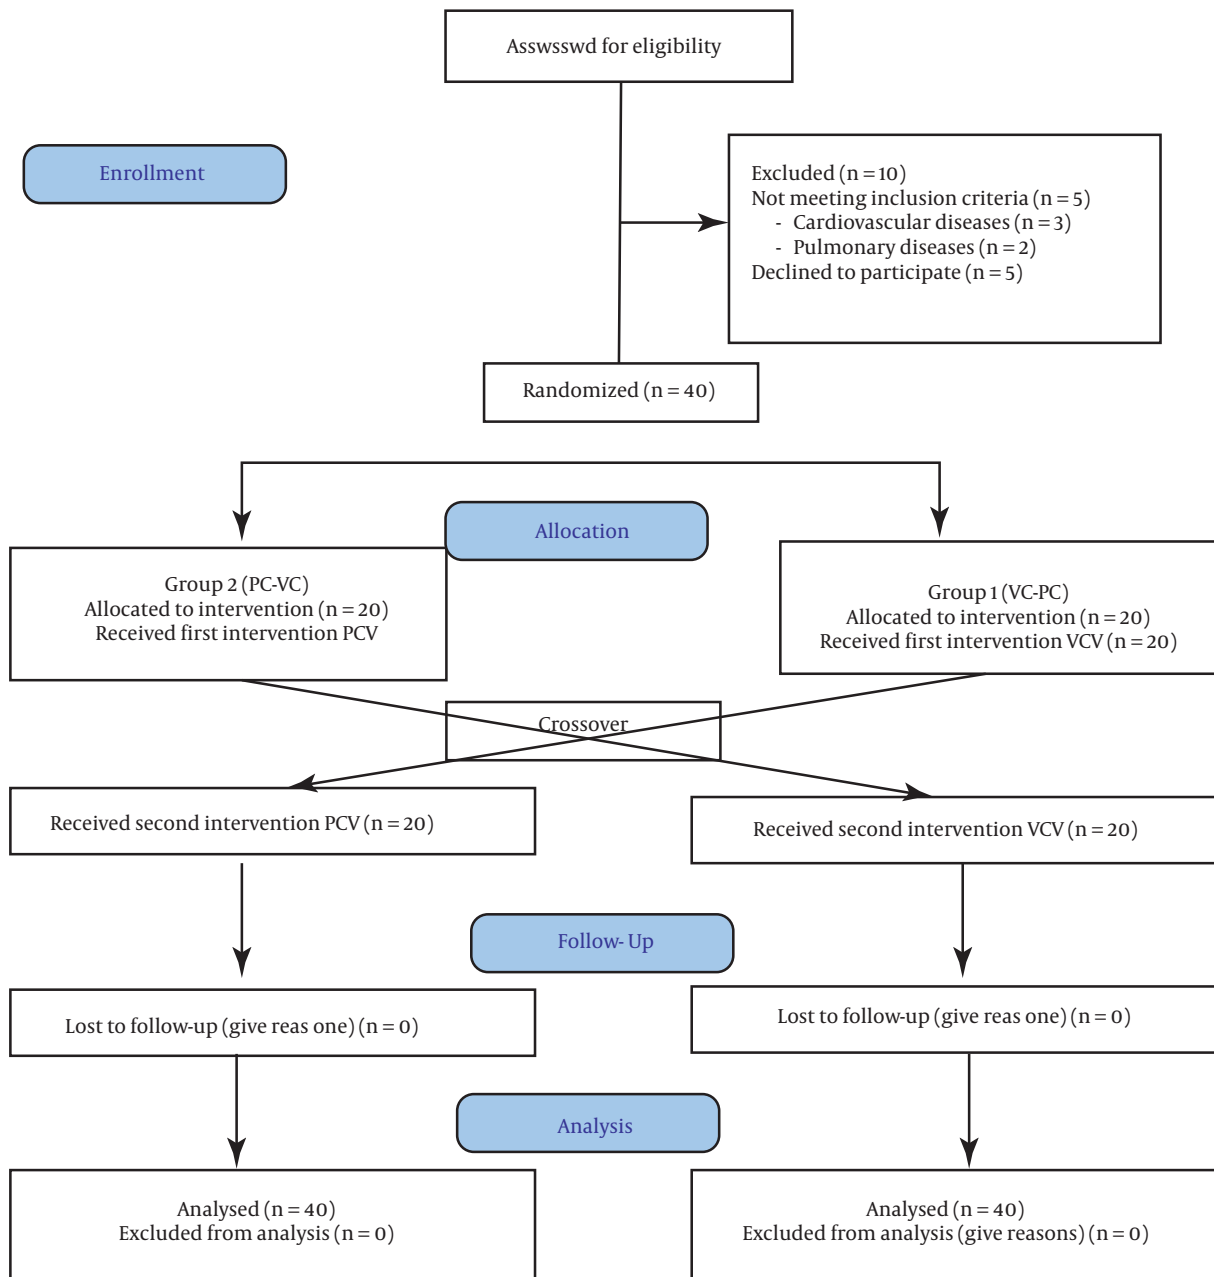 Asswsswd for eligibility
Enrollment
Excluded (n = 10)
Not meeting inclusion criteria (n = 5)
- Cardiovascular diseases (n = 3)
- Pulmonary diseases (n = 2)
Declined to participate (n = 5)
Randomized (n = 40)
Allocation
Group 2 (PC-VC)
Allocated to intervention (n = 20)
Received first intervention PCV
Group 1 (VC-PC)
Allocated to intervention (n = 20)
Received first intervention VCV (n = 20)
Crossover
Received second intervention PCV (n = 20)
Received second intervention VCV (n = 20)
Follow- Up
Lost to follow-up (give reas one) (n = 0)
Lost to follow-up (give reas one) (n = 0)
Analysis
Analysed (n = 40)
Excluded from analysis (n = 0)
Analysed (n = 40)
Excluded from analysis (give reasons) (n = 0)